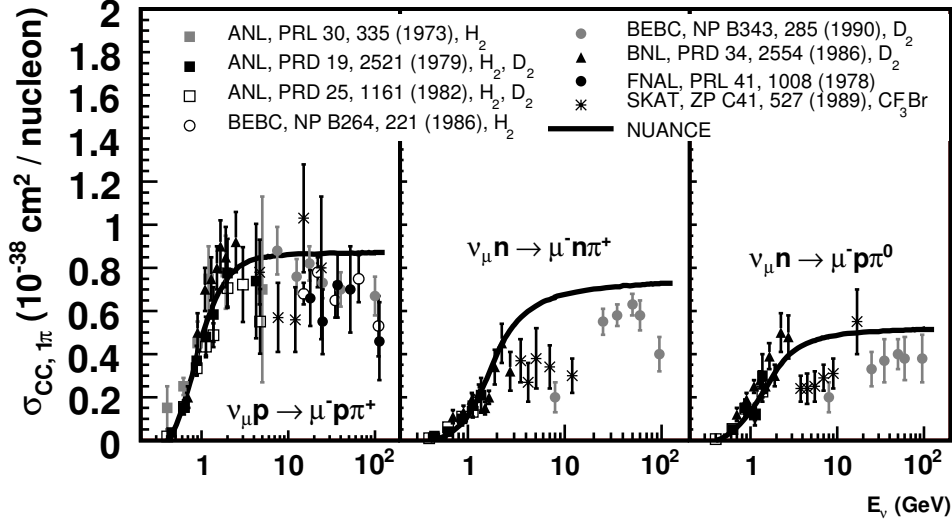 σCC, 1π (10-38 cm2 / nucleon)
2
1.8
1.6
1.4
1.2
1
0.8
0.6
0.4
0.2
0
ANL, PRL 30, 335 (1973), H2
ANL, PRD 19, 2521 (1979), H2, D2
ANL, PRD 25, 1161 (1982), H2, D2
BEBC, NP B264, 221 (1986), H2
BEBC, NP B343, 285 (1990), D2
BNL, PRD 34, 2554 (1986), D2
FNAL, PRL 41, 1008 (1978)
SKAT, ZP C41, 527 (1989), CF3Br
NUANCE
νμp → μ-pπ+
νμn → μ-nπ+
νμn → μ-pπ0
1 10 102
1 10 102
1 10 102
Eν (GeV)